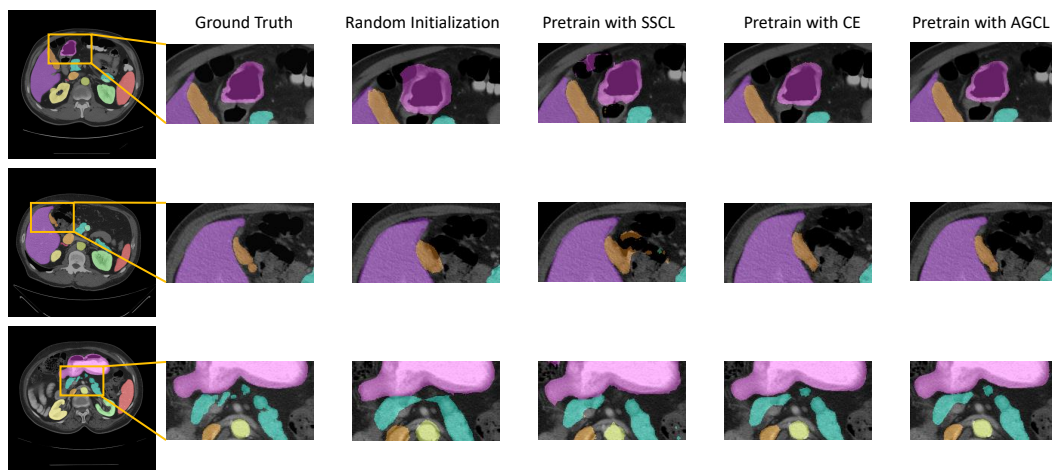 Ground Truth
Random Initialization
Pretrain with SSCL
Pretrain with CE
Pretrain with AGCL